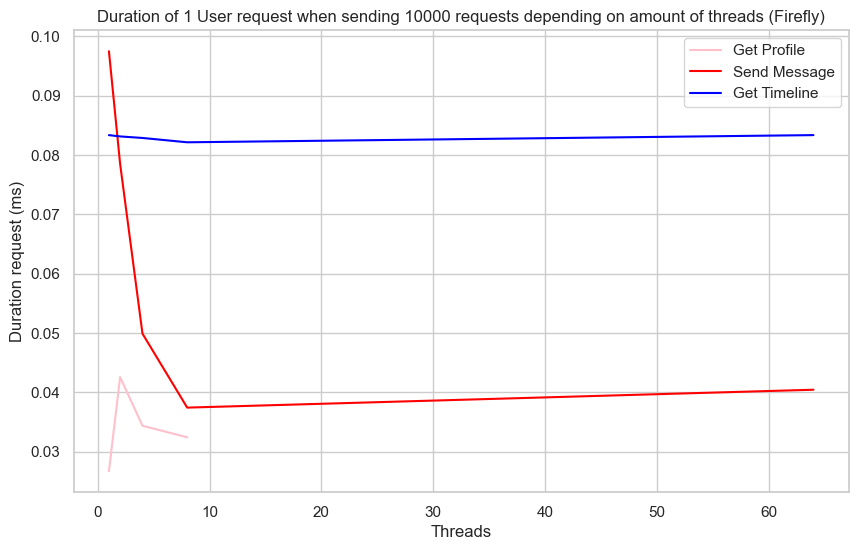 Duration of 1 User request when sending 10000 requests depending on amount of threads (Firefly)
0.10
0.09
0.08
0.07
0.06
0.05
0.04
0.03
Duration request (ms)
Get Profile
Send Message
Get Timeline
0 10 20 30 40 50 60
Threads